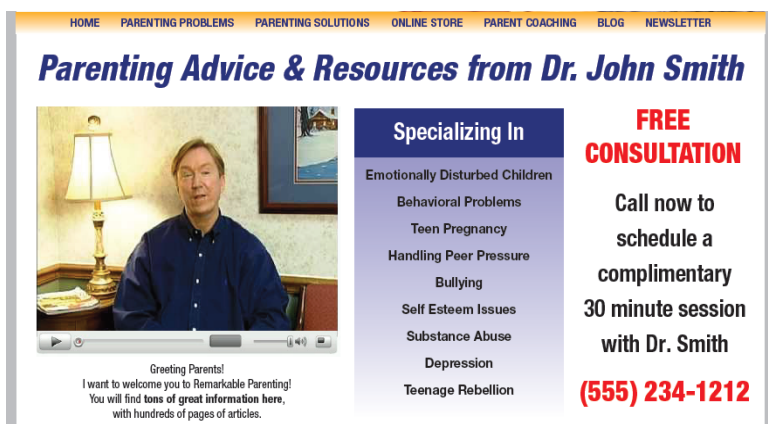 HOME PARENTING PROBLEMS PARENTING SOLUTIONS ONLINE STORE PARENT COACHING BLOG NEWSLETTER
Parenting Advice & Resources from Dr. John Smith
Specializing In
Emotionally Disturbed Children
Behavioral Problems
Teen Pregnancy
Handling Peer Pressure
Bullying
Self Esteem Issues
Substance Abuse
Depression
Teenage Rebellion
FREE
CONSULTATION
Call now to
schedule a
complimentary
30 minute session
with Dr. Smith
(555) 234-1212
Greeting Parents!
I want to welcome you to Remarkable Parenting!
You will find tons of great information here,
with hundreds of pages of articles.